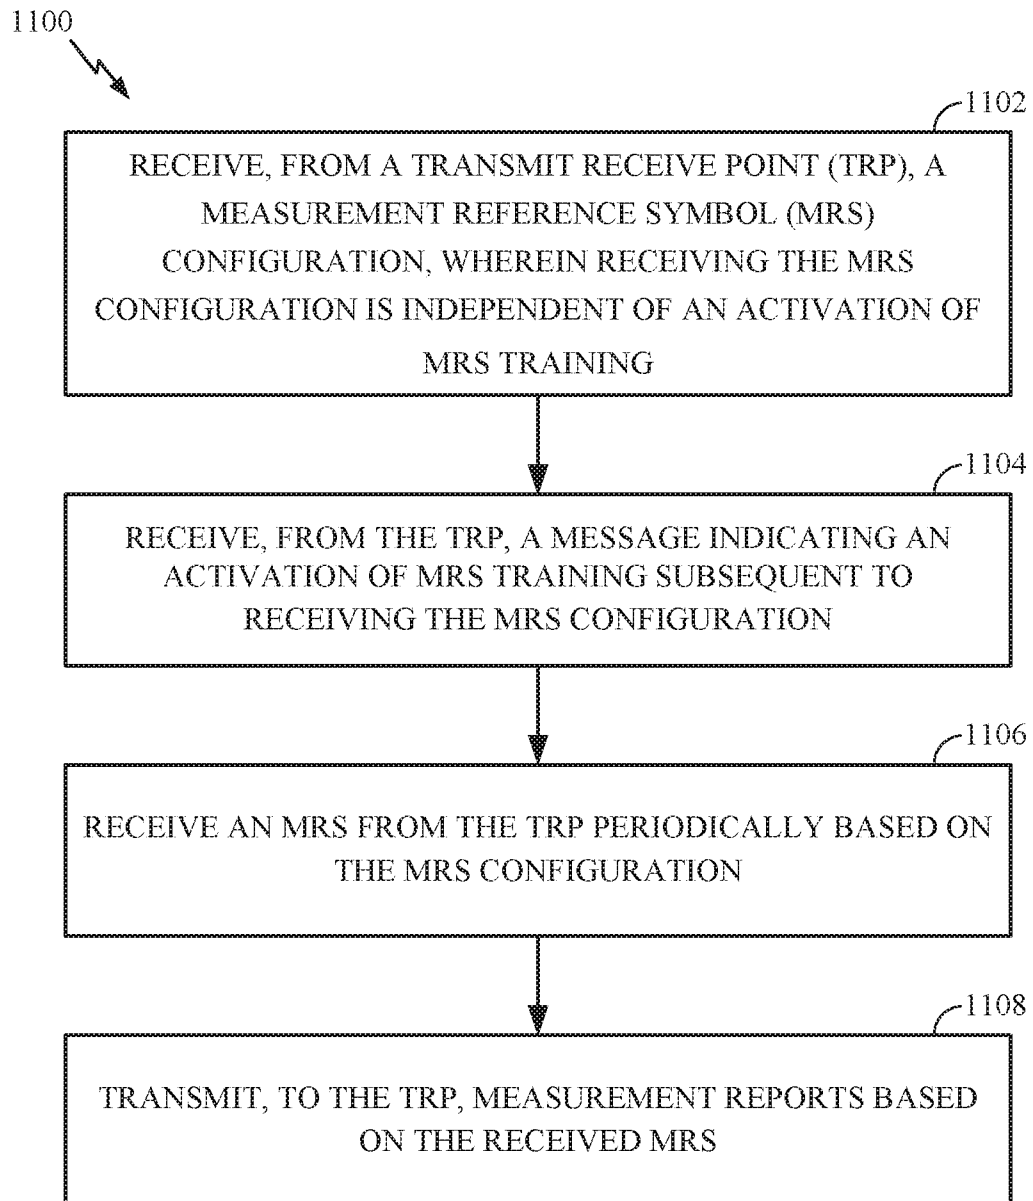 1100
1102
RECEIVE, FROM A TRANSMIT RECEIVE POINT (TRP), A
MEASUREMENT REFERENCE SYMBOL (MRS)
CONFIGURATION, WHEREIN RECEIVING THE MRS
CONFIGURATION IS INDEPENDENT OF AN ACTIVATION OF
MRS TRAINING
1104
RECEIVE, FROM THE TRP, A MESSAGE INDICATING AN
ACTIVATION OF MRS TRAINING SUBSEQUENT TO
RECEIVING THE MRS CONFIGURATION
1106
RECEIVE AN MRS FROM THE TRP PERIODICALLY BASED ON
THE MRS CONFIGURATION
1108
TRANSMIT, TO THE TRP, MEASUREMENT REPORTS BASED
ON THE RECEIVED MRS